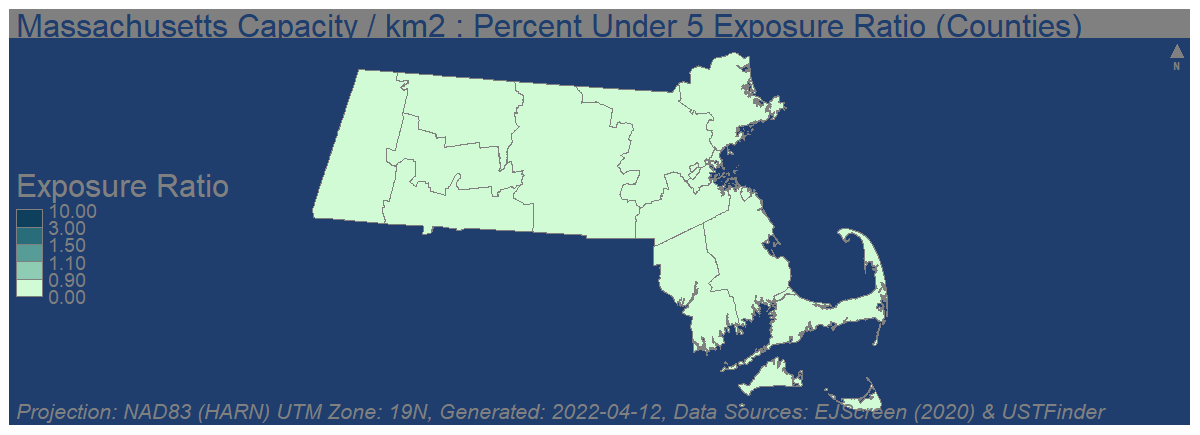 Massachusetts Capacity / km2 : Percent Under 5 Exposure Ratio (Counties)
N
Exposure Ratio
10.00
3.00
1.50
1.10
0.90
0.00
Projection: NAD83 (HARN) UTM Zone: 19N, Generated: 2022-04-12, Data Sources: EJScreen (2020) & USTFinder